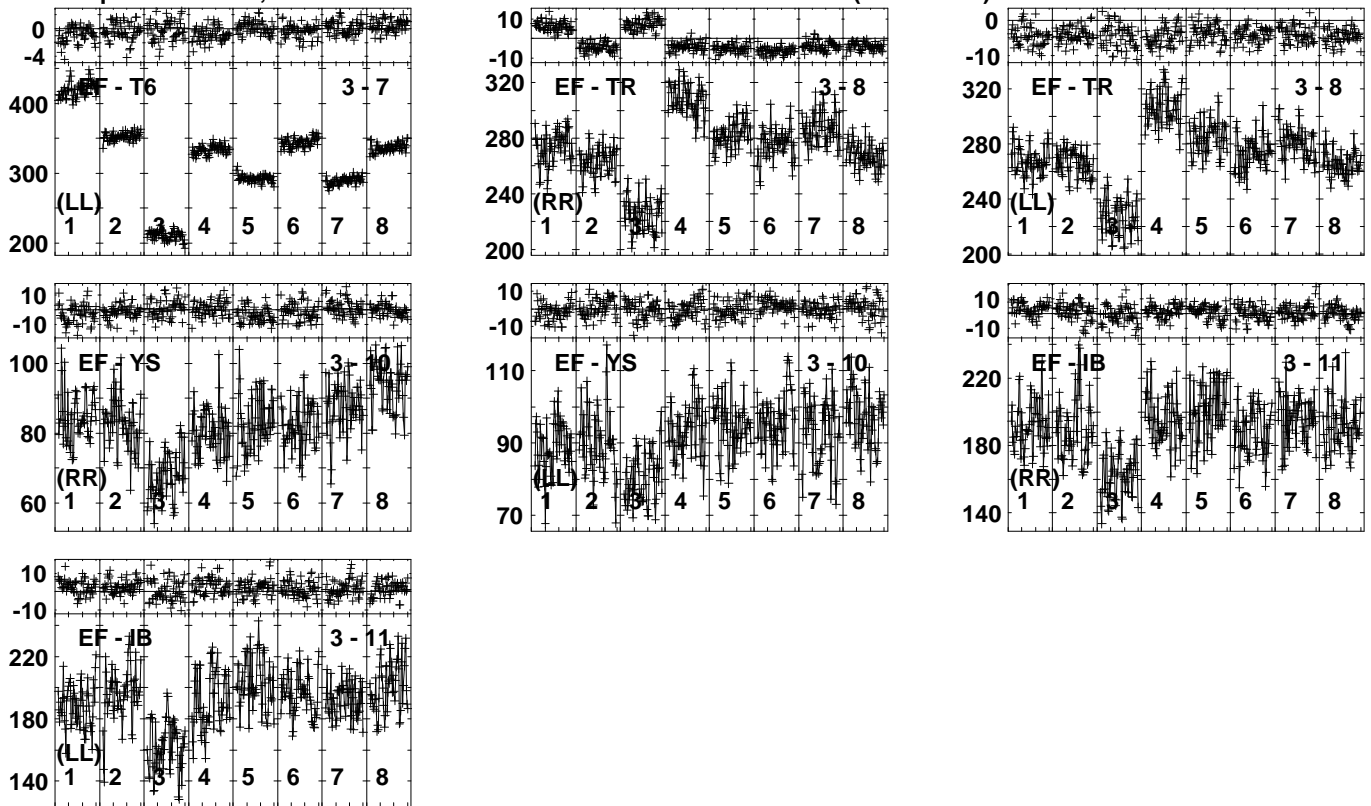 0
-4
EF - T6 3 - 7
400
300
200
(LL)
1 2 3 4 5 6 7 8
10
-10
EF - TR 3 - 8
320
280
240
200
(RR)
1 2 3 4 5 6 7 8
0
-10
EF - TR 3 - 8
320
280
240
200
(LL)
1 2 3 4 5 6 7 8
10
-10
EF - YS 3 - 10
100
80
60
(RR)
1 2 3 4 5 6 7 8
10
-10
EF - YS 3 - 10
110
90
70
(LL)
1 2 3 4 5 6 7 8
10
-10
EF - IB 3 - 11
220
180
140
(RR)
1 2 3 4 5 6 7 8
10
-10
EF - IB 3 - 11
220
180
140
(LL)
1 2 3 4 5 6 7 8